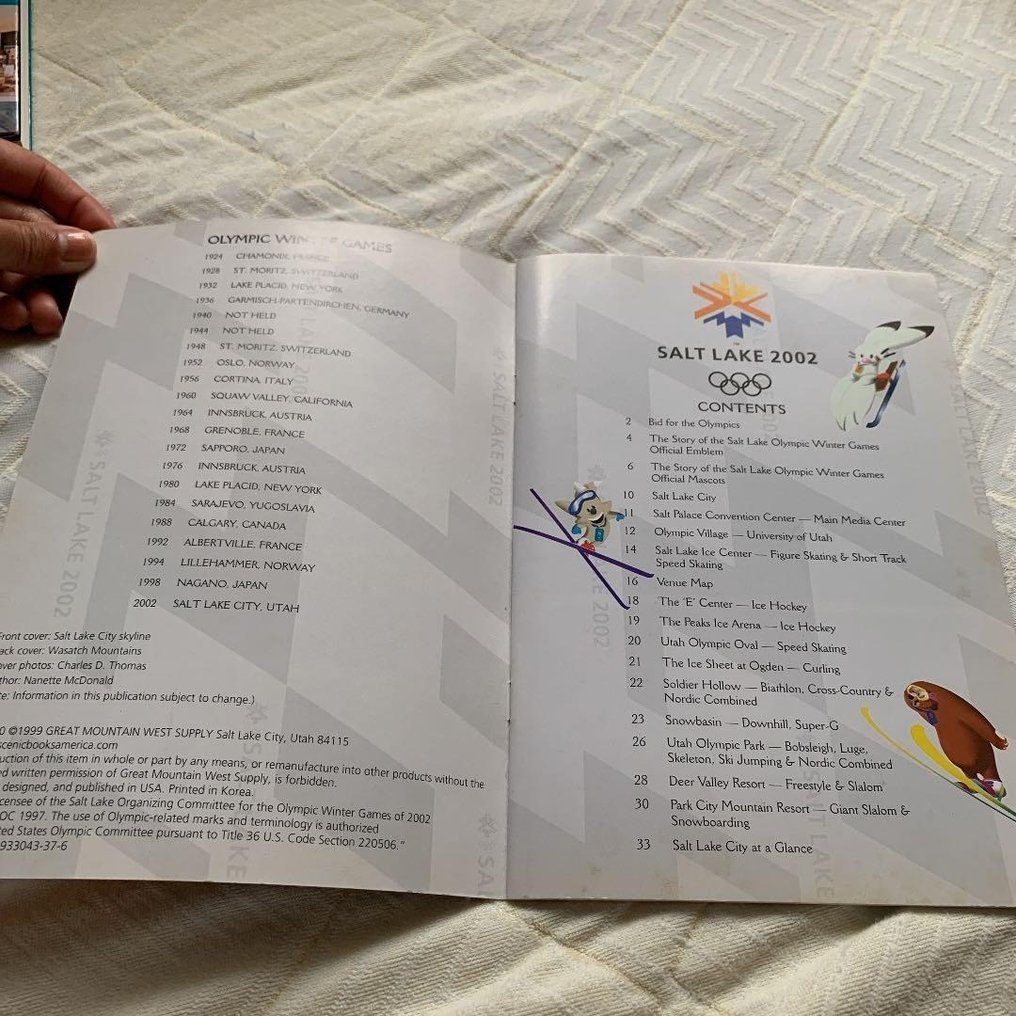 OLYMPIC WINTER GAMES
1924 CHAMONIX, FRANCE
1928 ST. MORITZ, SWITZERLAND
1932 LAKE PLACID, NEW YORK
1936 GARMISCH-PARTENDIRCHEN, GERMANY
1940 NOT HELD
1944 NOT HELD
1948 ST. MORITZ, SWITZERLAND
1952 OSLO, NORWAY
1956 CORTINA, ITALY
1960 SQUAW VALLEY, CALIFORNIA
1964 INNSBRUCK, AUSTRIA
1968 GRENOBLE, FRANCE
1972 SAPPORO, JAPAN
1976 INNSBRUCK, AUSTRIA
1980 LAKE PLACID, NEW YORK
1984 SARAJEVO, YUGOSLAVIA
1988 CALGARY, CANADA
1992 ALBERTVILLE, FRANCE
1994 LILLEHAMMER, NORWAY
1998 NAGANO, JAPAN
2002 SALT LAKE CITY, UTAH
Front cover: Salt Lake City skyline
ack cover: Wasatch Mountains
over photos: Charles D. Thomas
thor: Nanette McDonald
te: Information in this publication subject to change.)
0 ©1999 GREAT MOUNTAIN WEST SUPPLY Salt Lake City, Utah 84115
scenicbooksamerica.com
uction of this item in whole or part by any means, or remanufacture into other products without the
ed written permission of Great Mountain West Supply, is forbidden.
designed, and published in USA. Printed in Korea.
icensee of the Salt Lake Organizing Committee for the Olympic Winter Games of 2002
OC 1997. The use of Olympic-related marks and terminology is authorized
ted States Olympic Committee pursuant to Title 36 U.S. Code Section 220506."
933043-37-6
SALT LAKE 2002
SALT LAKE 2002
TM
SALT LAKE 2002
CONTENTS
2 Bid for the Olympics
4 The Story of the Salt Lake Olympic Winter Games
Official Emblem
6 The Story of the Salt Lake Olympic Winter Games
Official Mascots
10 Salt Lake City
11 Salt Palace Convention Center — Main Media Center
12 Olympic Village — University of Utah
14 Salt Lake Ice Center — Figure Skating & Short Track
Speed Skating
16 Venue Map
18 The 'E' Center — Ice Hockey
19 The Peaks Ice Arena — Ice Hockey
20 Utah Olympic Oval — Speed Skating
21 The Ice Sheet at Ogden — Curling
22 Soldier Hollow — Biathlon, Cross-Country &
Nordic Combined
23 Snowbasin — Downhill, Super-G
26 Utah Olympic Park — Bobsleigh, Luge,
Skeleton, Ski Jumping & Nordic Combined
28 Deer Valley Resort — Freestyle & Slalom
30 Park City Mountain Resort — Giant Slalom &
Snowboarding
33 Salt Lake City at a Glance